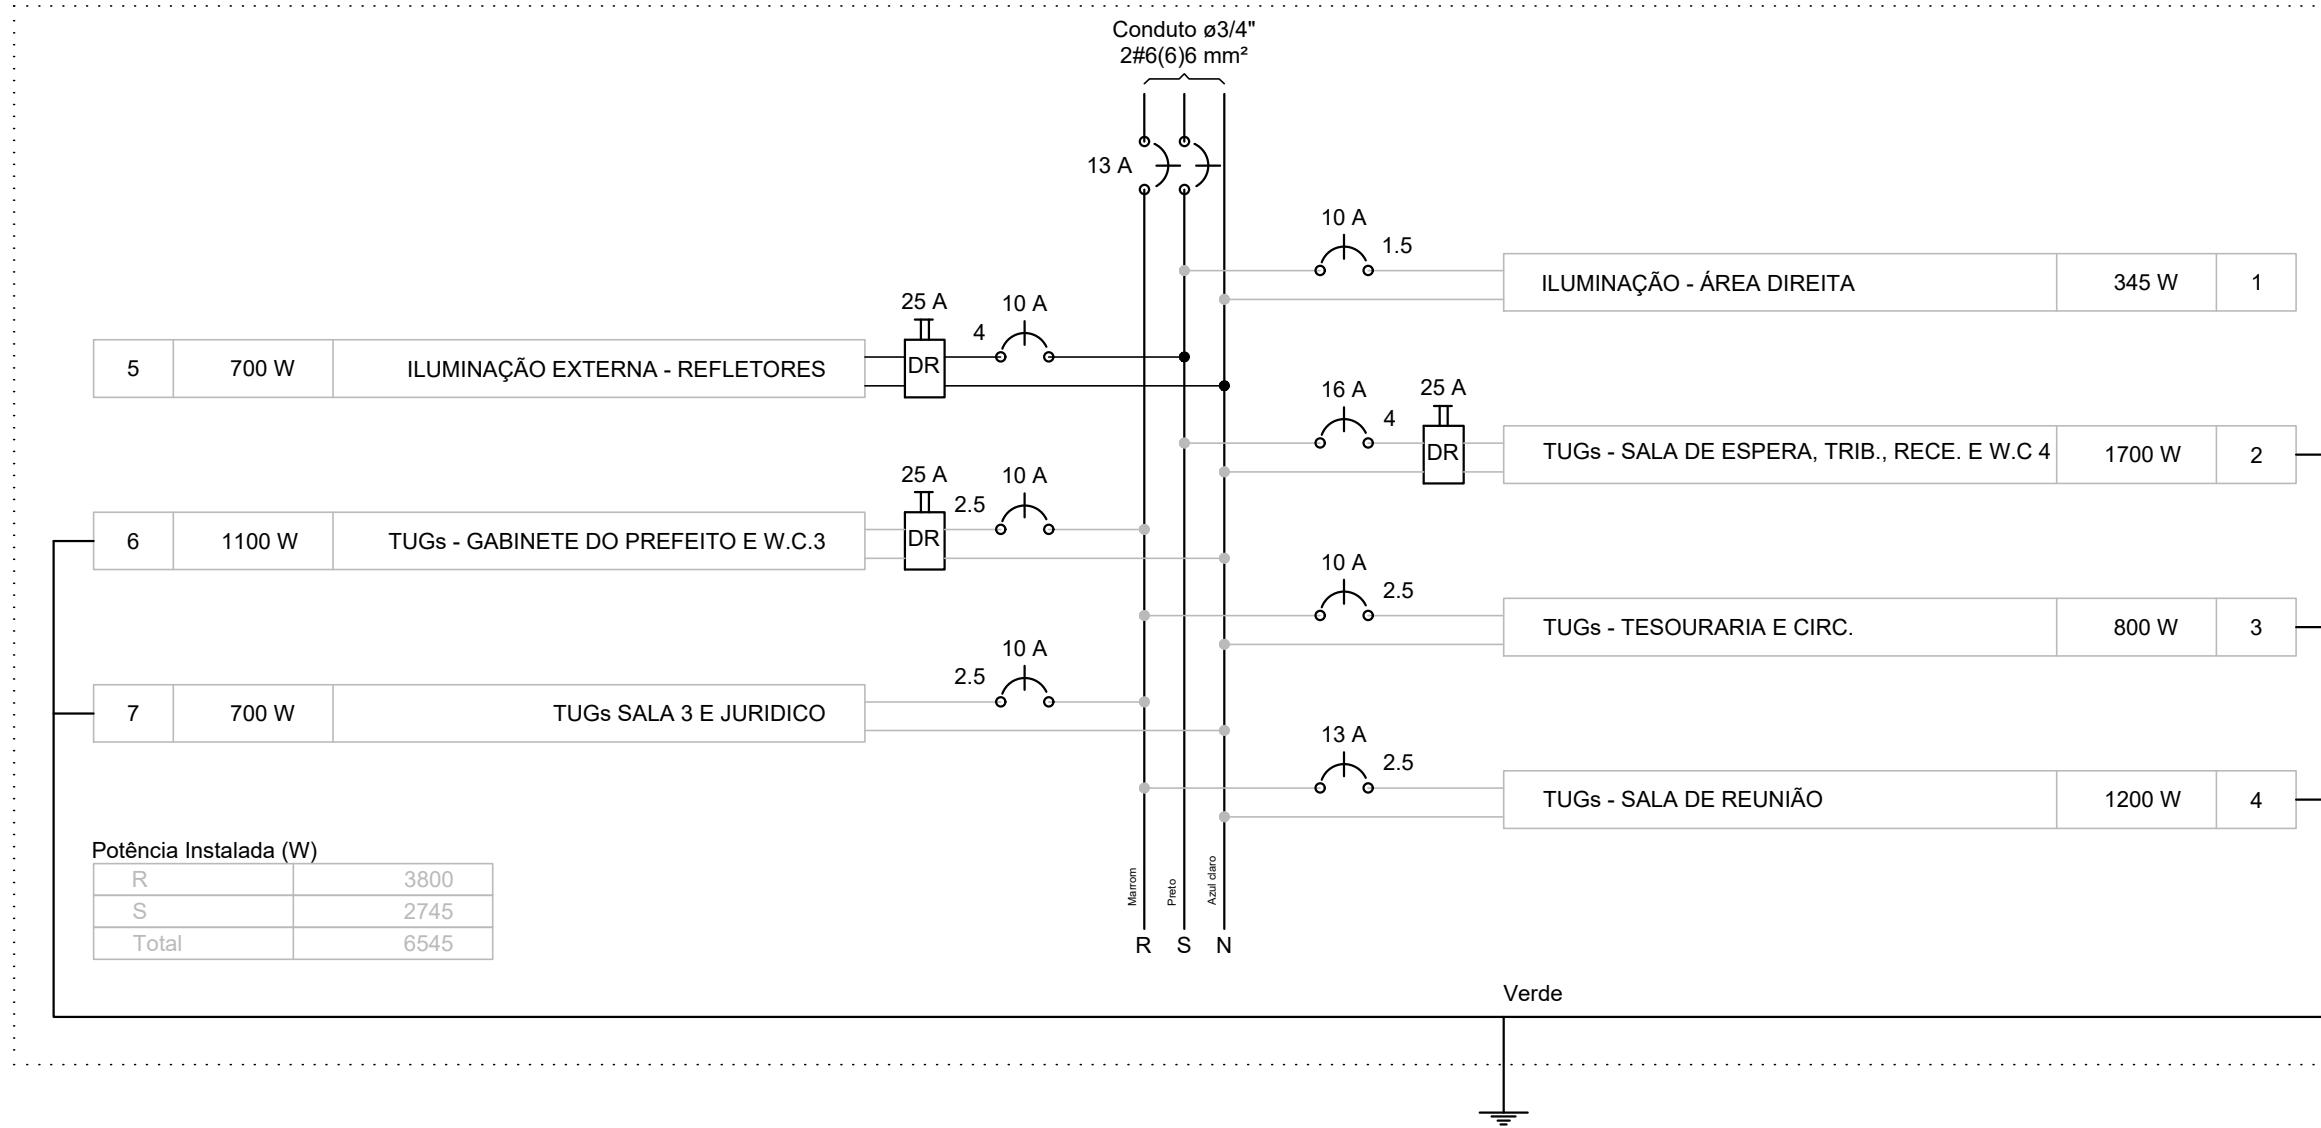 Conduto ø3/4"
2#6(6)6 mm²
13 A
10 A
1.5
ILUMINAÇÃO - ÁREA DIREITA 345 W 1
25 A
10 A
4
DR
5 700 W ILUMINAÇÃO EXTERNA - REFLETORES
16 A
25 A
4
DR
TUGs - SALA DE ESPERA, TRIB., RECE. E W.C 4 1700 W 2
25 A
10 A
2.5
DR
6 1100 W TUGs - GABINETE DO PREFEITO E W.C.3
10 A
2.5
TUGs - TESOURARIA E CIRC. 800 W 3
10 A
2.5
7 700 W TUGs SALA 3 E JURIDICO
13 A
2.5
TUGs - SALA DE REUNIÃO 1200 W 4
Potência Instalada (W)
R 3800
S 2745
Total 6545
Marrom
Preto
Azul claro
R S N
Verde